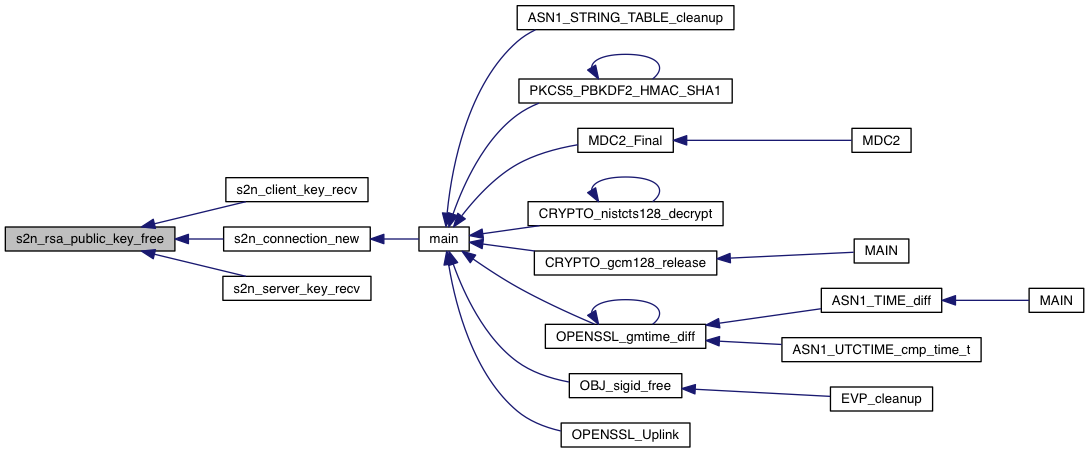 ASN1_STRING_TABLE_cleanup
PKCS5_PBKDF2_HMAC_SHA1
MDC2_Final
MDC2
s2n_client_key_recv
CRYPTO_nistcts128_decrypt
s2n_rsa_public_key_free
s2n_connection_new
main
CRYPTO_gcm128_release
MAIN
s2n_server_key_recv
ASN1_TIME_diff
MAIN
OPENSSL_gmtime_diff
ASN1_UTCTIME_cmp_time_t
OBJ_sigid_free
EVP_cleanup
OPENSSL_Uplink